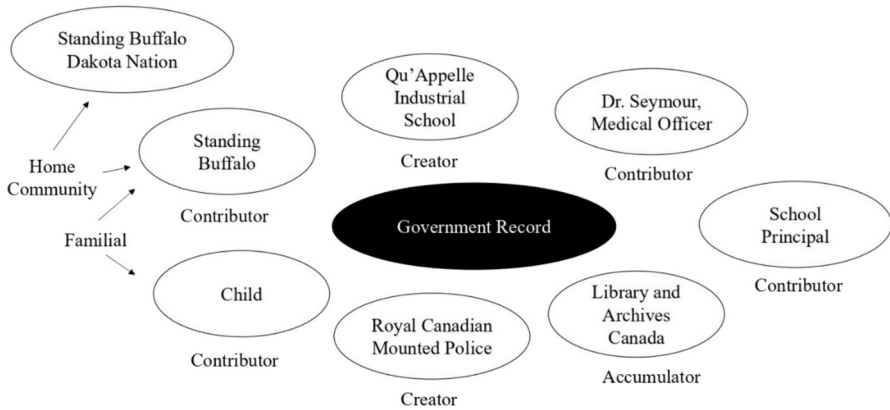 Standing Buffalo
Dakota Nation
Qu’Appelle
Industrial
School
Creator
Dr. Seymour,
Medical Officer
Contributor
Home
Community
Standing
Buffalo
Contributor
Familial
Government Record
School
Principal
Contributor
Child
Contributor
Royal Canadian
Mounted Police
Creator
Library and
Archives
Canada
Accumulator